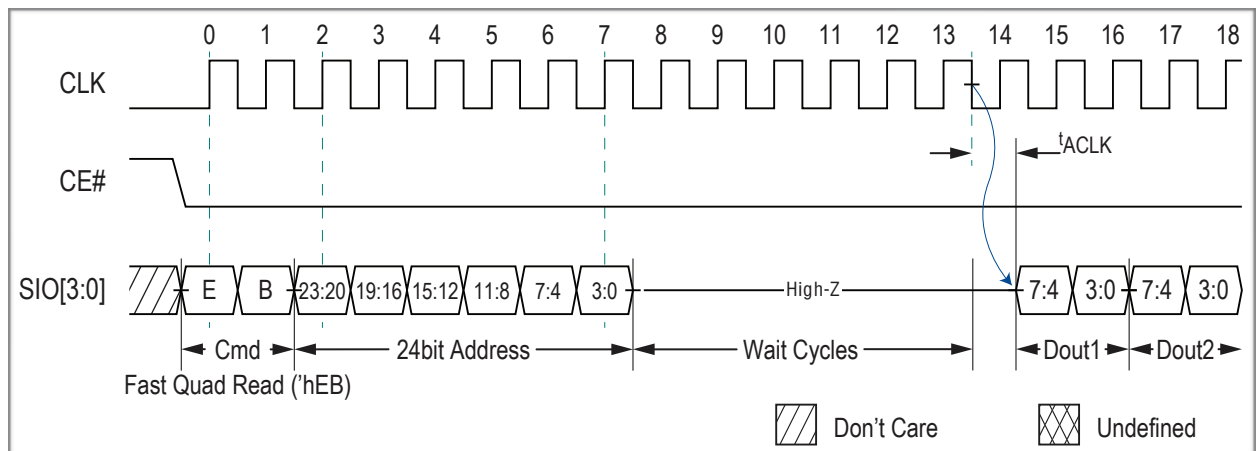 0 1 2 3 4 5 6 7 8 9 10 11 12 13 14 15 16 17 18
CLK
tACLK
CE#
SIO[3:0] E B 23:20 19:16 15:12 11:8 7:4 3:0 High-Z 7:4 3:0 7:4 3:0
Cmd 24bit Address Wait Cycles Dout1 Dout2
Fast Quad Read ('hEB)
Don't Care Undefined